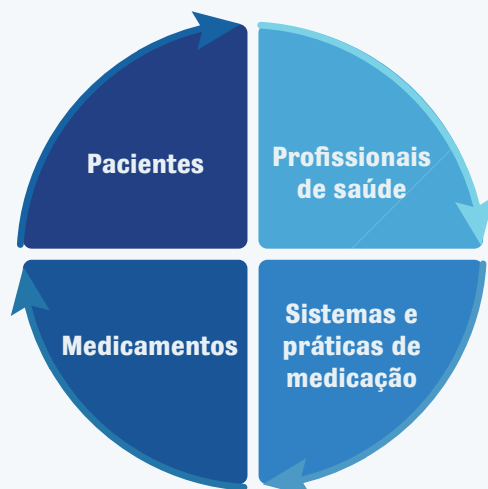 Pacientes
Profissionais
de saúde
Medicamentos
Sistemas e
práticas de
medicação